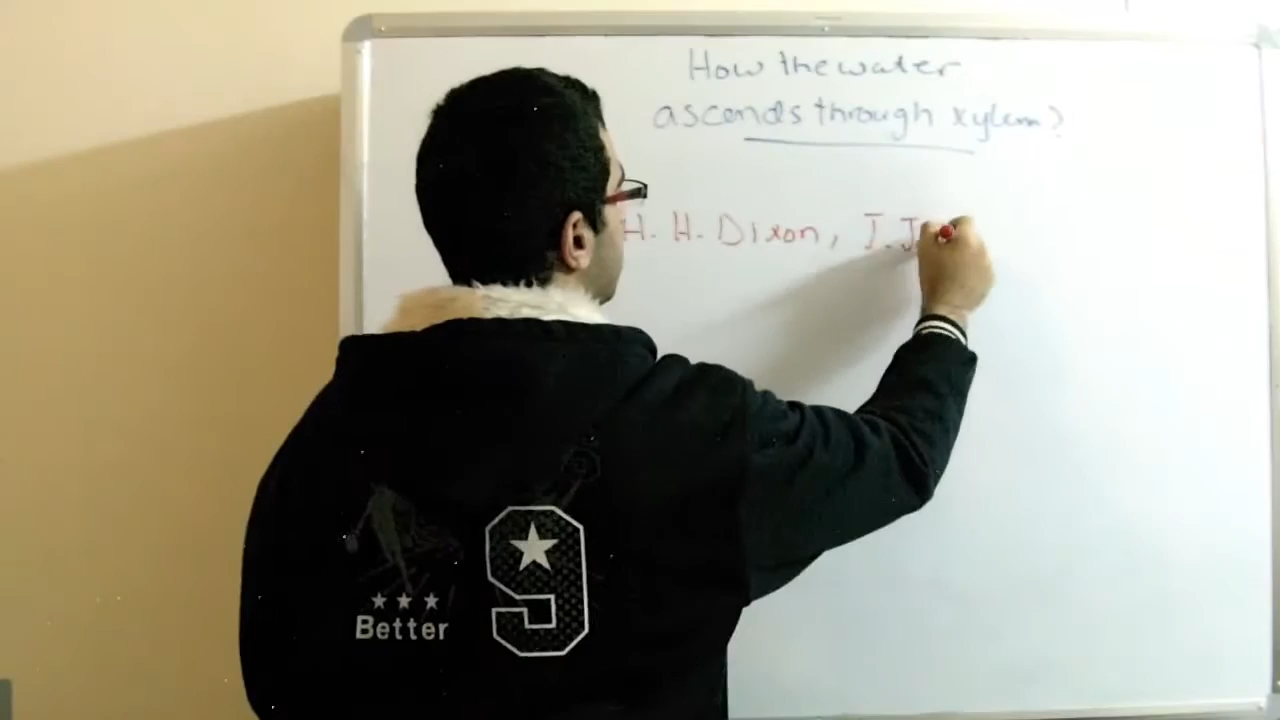 How the water
ascends through xylem?
H. H. Dixon, I. J.
9
Better